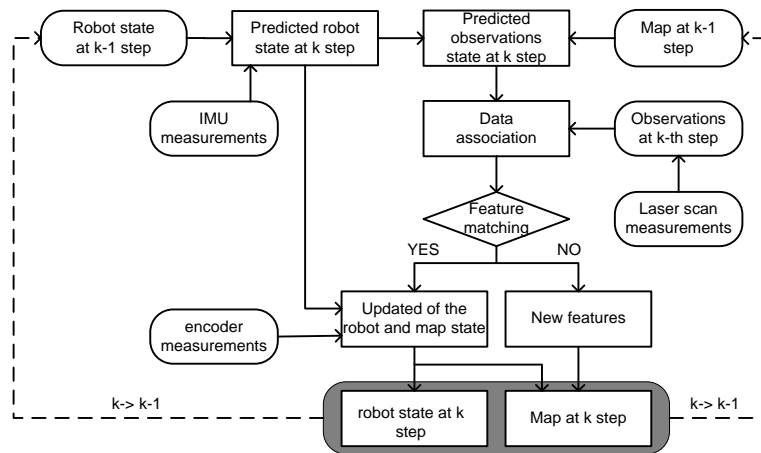 Robot state
at k-1 step
Predicted robot
state at k step
Predicted
observations
state at k step
Map at k-1
step
IMU
measurements
Data
association
Observations
at k-th step
Feature
matching
Laser scan
measurements
YES
NO
encoder
measurements
Updated of the
robot and map state
New features
k-> k-1
robot state at k
step
Map at k step
k-> k-1